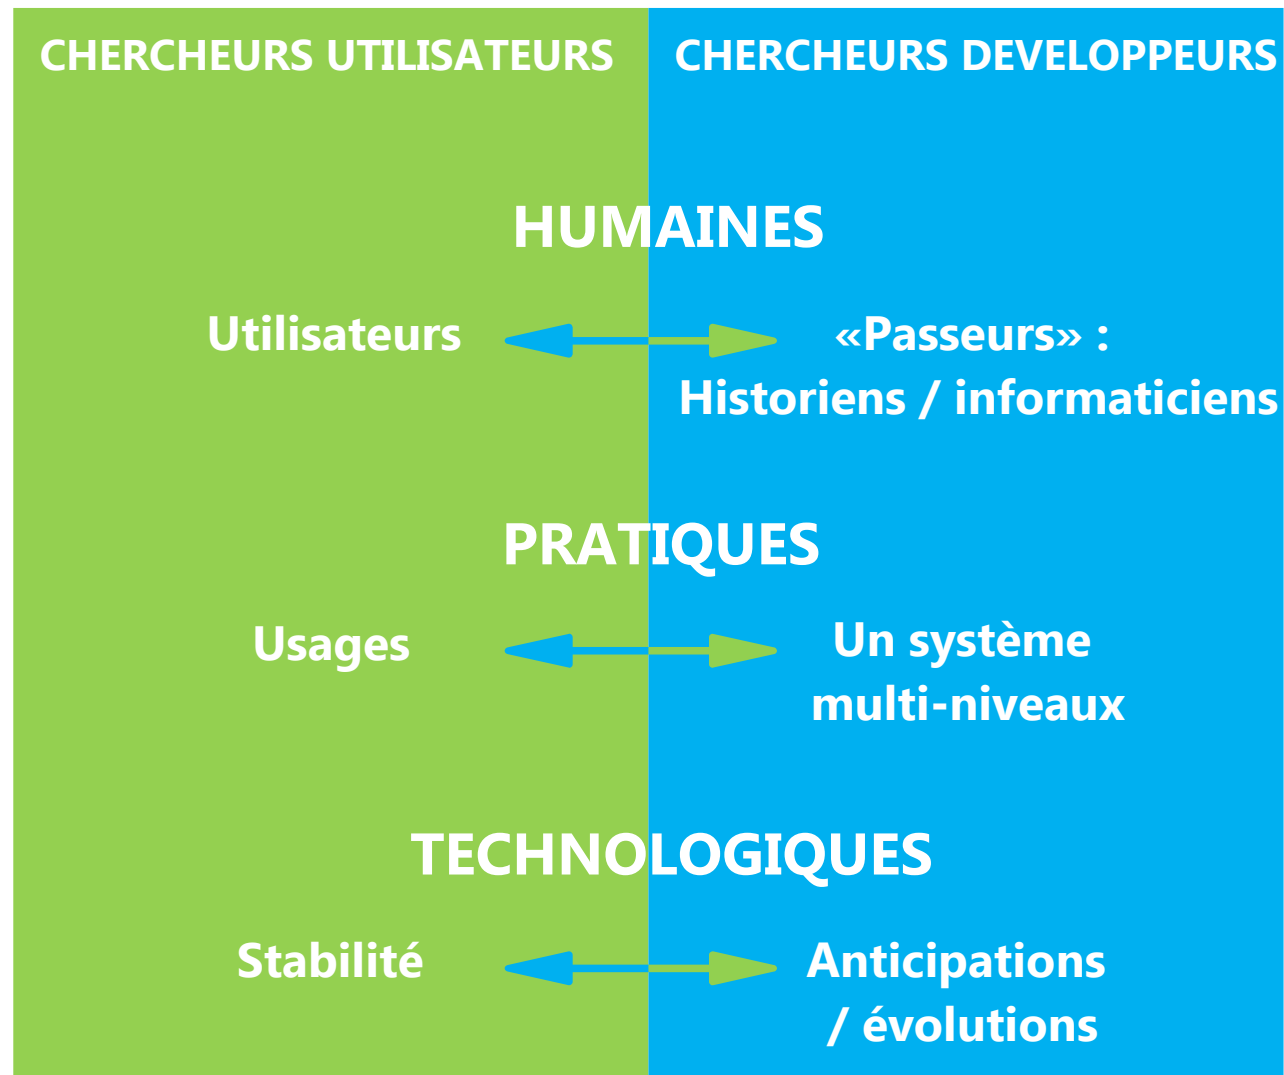 CHERCHEURS UTILISATEURS
CHERCHEURS DEVELOPPEURS
HUMAINES
Utilisateurs
«Passeurs» :
Historiens / informaticiens
PRATIQUES
Usages
Un système
multi-niveaux
TECHNOLOGIQUES
Stabilité
Anticipations
/ évolutions